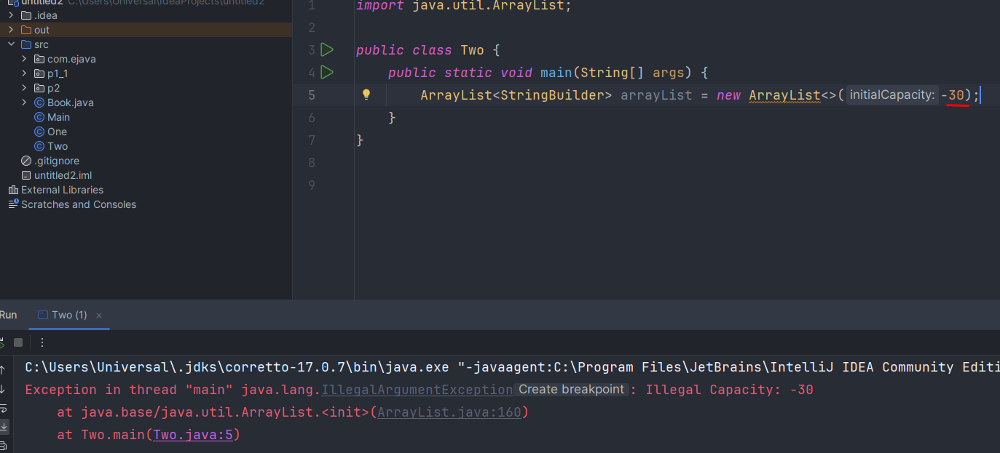 untitled2 C:\Users\Universal\IdeaProjects\untitled2
.idea
out
src
com.ejava
p1_1
p2
Book.java
Main
One
Two
.gitignore
untitled2.iml
External Libraries
Scratches and Consoles
1 import java.util.ArrayList;
2
3 public class Two {
4 public static void main(String[] args) {
5 ArrayList<StringBuilder> arrayList = new ArrayList<>( initialCapacity: -30);
6 }
7 }
8
9
Run Two (1)
C:\Users\Universal\.jdks\corretto-17.0.7\bin\java.exe "-javaagent:C:\Program Files\JetBrains\IntelliJ IDEA Community Editi
Exception in thread "main" java.lang.IllegalArgumentException Create breakpoint : Illegal Capacity: -30
at java.base/java.util.ArrayList.<init>(ArrayList.java:160)
at Two.main(Two.java:5)